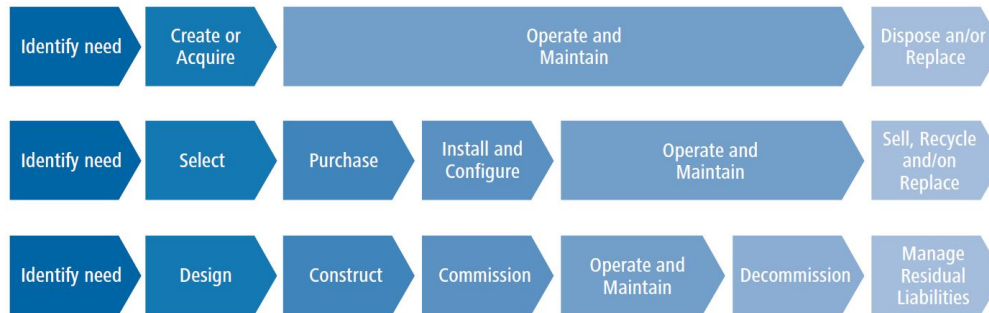 Identify need
Create or
Acquire
Operate and
Maintain
Dispose an/or
Replace
Identify need
Select
Purchase
Install and
Configure
Operate and
Maintain
Sell, Recycle
and/on
Replace
Identify need
Design
Construct
Commission
Operate and
Maintain
Decommission
Manage
Residual
Liabilities